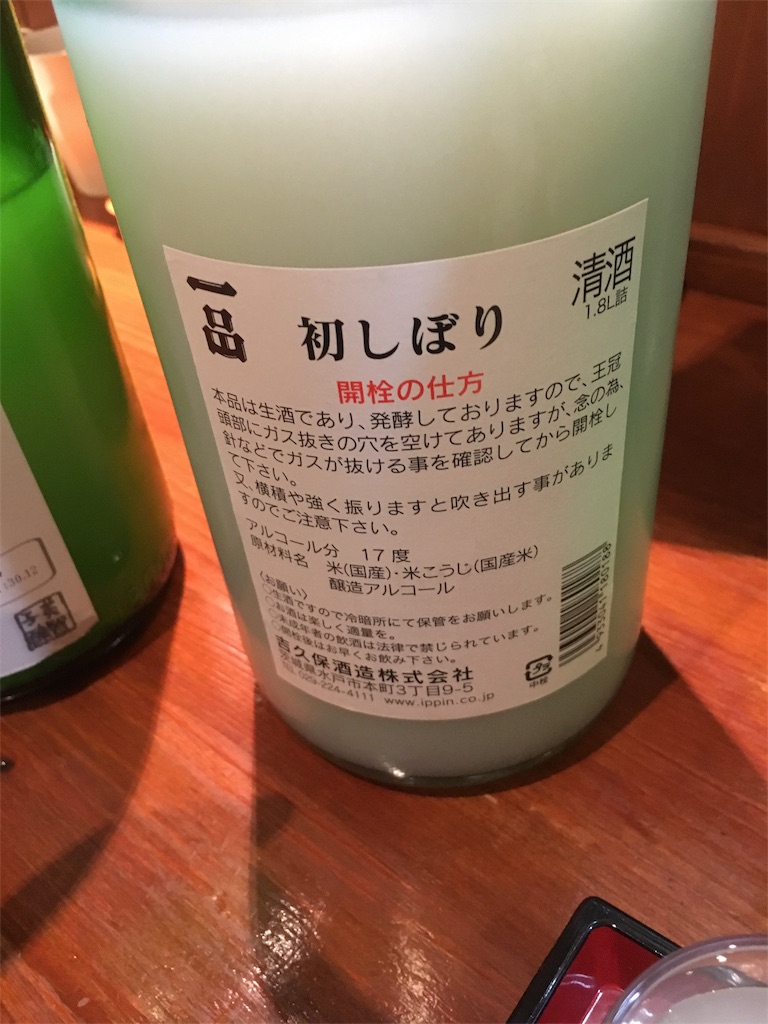 一品
初しぼり
清酒
1.8L詰
開栓の仕方
本品は生酒であり、発酵しておりますので、王冠
頭部にガス抜きの穴を空けてありますが、念の為、
針などでガスが抜ける事を確認してから開栓し
て下さい。
又、横積や強く振りますと吹き出す事がありま
すのでご注意下さい。
アルコール分 17度
原材料名 米(国産)・米こうじ(国産米)
醸造アルコール
〈お願い〉
○生酒ですので冷暗所にて保管をお願いします。
○お酒は楽しく適量を。
○未成年者の飲酒は法律で禁じられています。
○開栓後はお早くお飲み下さい。
吉久保酒造株式会社
茨城県水戸市本町3丁目9-5
TEL029-224-4111 www.ippin.co.jp
プラ
中栓
30.12